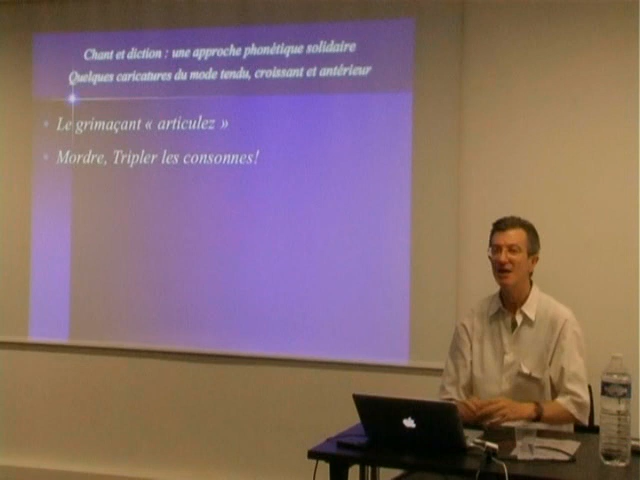 Chant et diction : une approche phonétique solidaire
Quelques caricatures du mode tendu, croissant et antérieur
Le grimaçant « articulez »
Mordre, Tripler les consonnes!